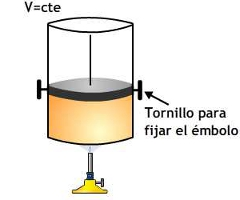 V=cte
Tornillo para
fijar el émbolo